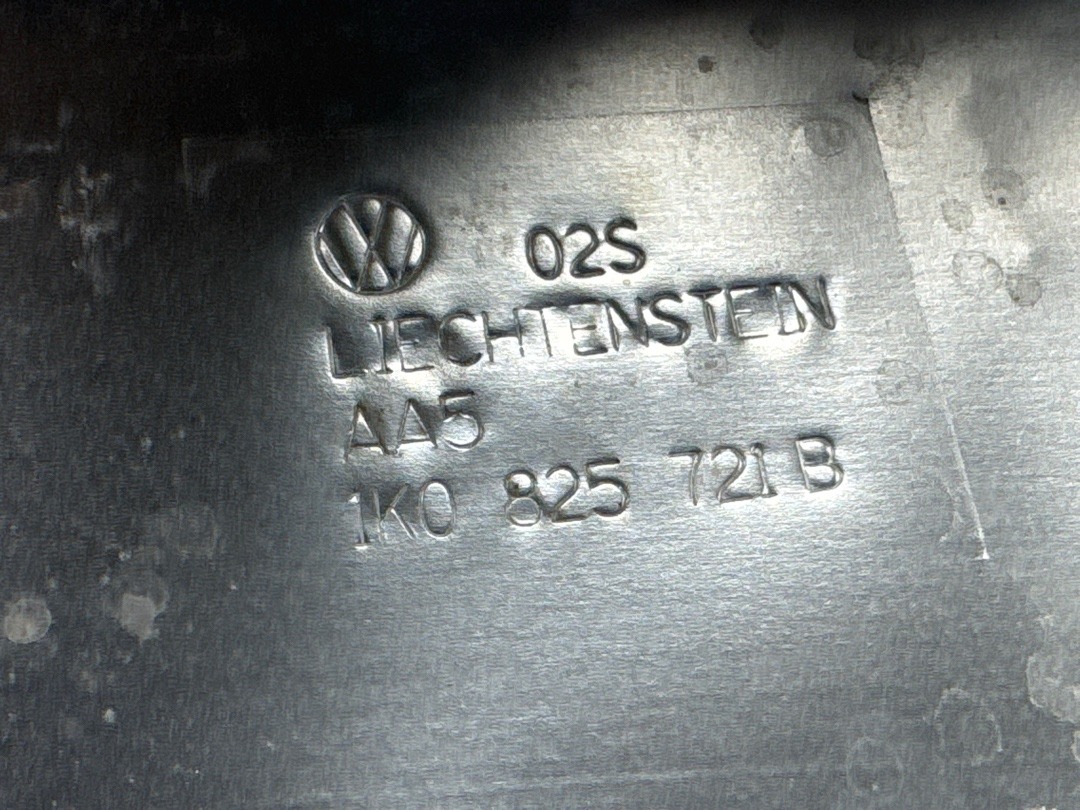 02S
LIECHTENSTEIN
AA5
1K0 825 721 B